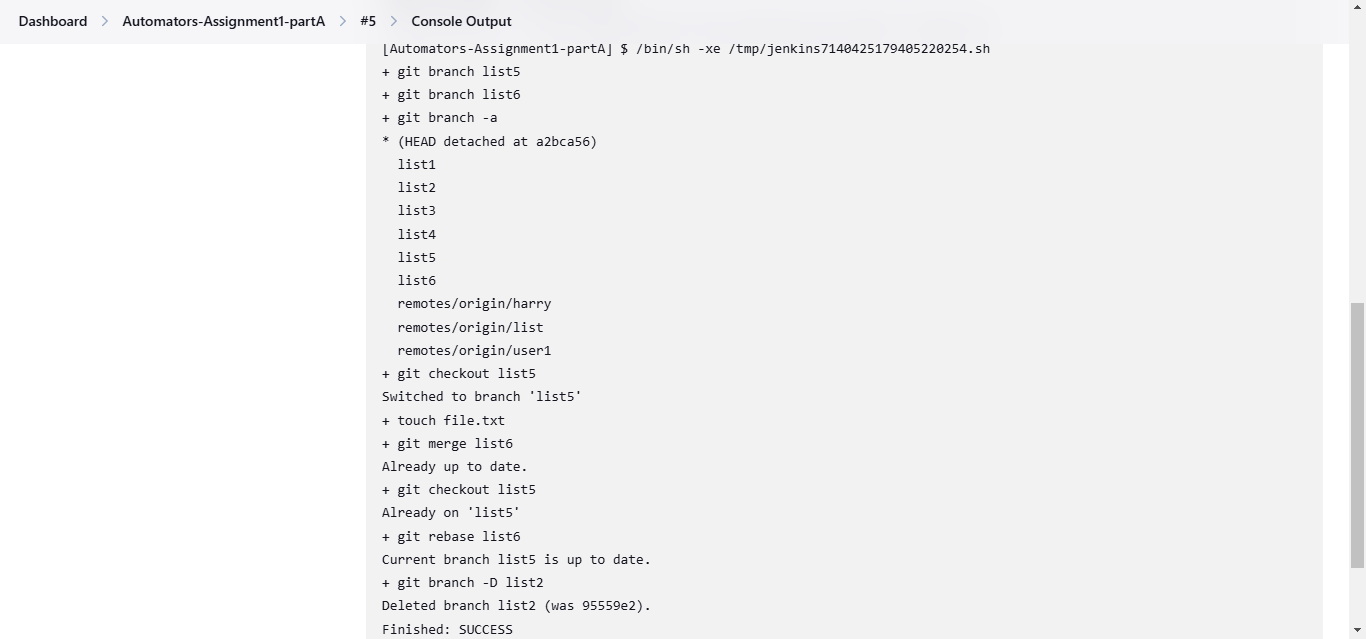 Dashboard > Automators-Assignment1-partA > #5 > Console Output
[Automators-Assignment1-partA] $ /bin/sh -xe /tmp/jenkins7140425179405220254.sh
+ git branch list5
+ git branch list6
+ git branch -a
* (HEAD detached at a2bca56)
  list1
  list2
  list3
  list4
  list5
  list6
  remotes/origin/harry
  remotes/origin/list
  remotes/origin/user1
+ git checkout list5
Switched to branch 'list5'
+ touch file.txt
+ git merge list6
Already up to date.
+ git checkout list5
Already on 'list5'
+ git rebase list6
Current branch list5 is up to date.
+ git branch -D list2
Deleted branch list2 (was 95559e2).
Finished: SUCCESS